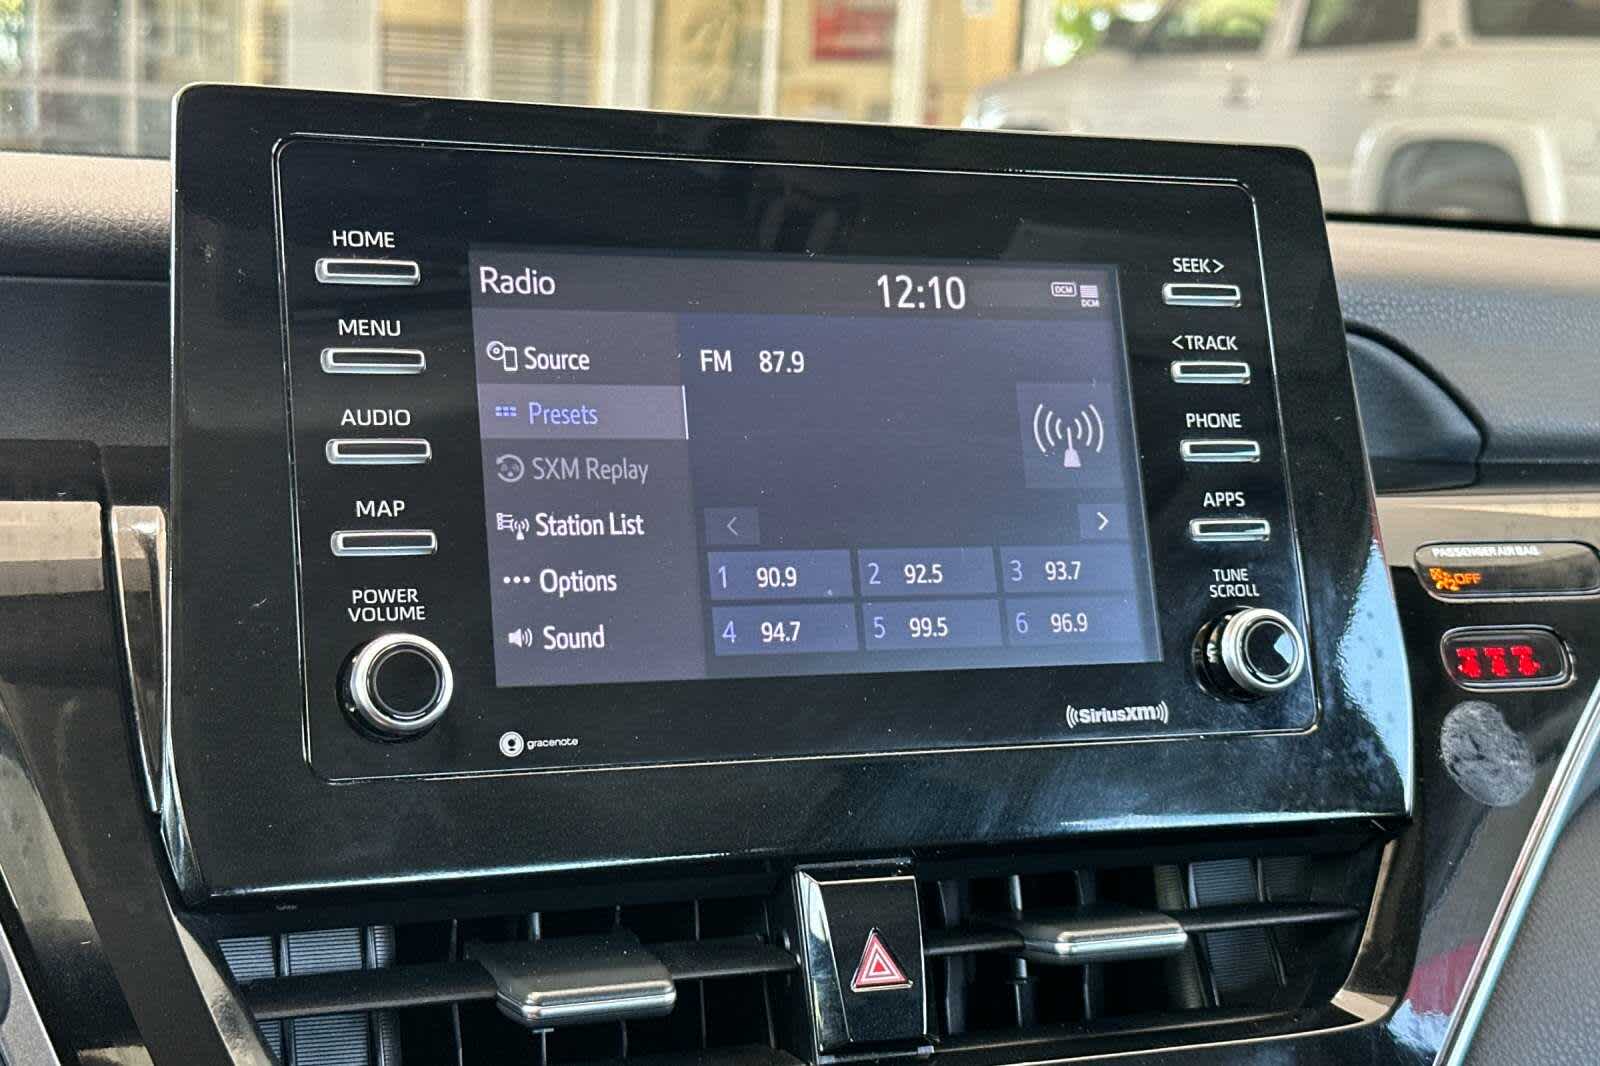 HOME
MENU
AUDIO
MAP
POWER
VOLUME
Radio
12:10
DCM
DCM
Source
Presets
SXM Replay
Station List
Options
Sound
FM 87.9
<
>
1 90.9
2 92.5
3 93.7
4 94.7
5 99.5
6 96.9
SEEK>
<TRACK
PHONE
APPS
TUNE
SCROLL
gracenote
((SiriusXM))
PASSENGER AIR BAG
OFF